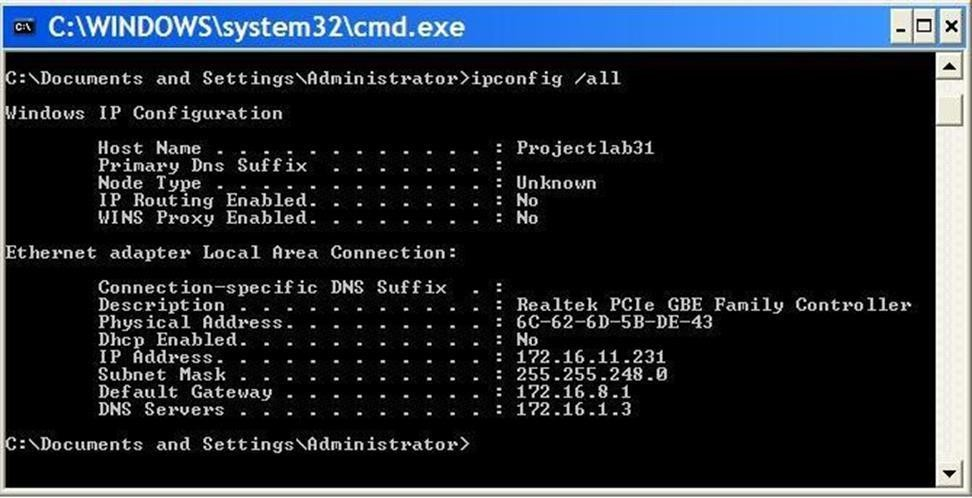 C:\WINDOWS\system32\cmd.exe
C:\Documents and Settings\Administrator>ipconfig /all
Windows IP Configuration
Host Name . . . . . . . . . . . . : Projectlab31
Primary Dns Suffix  . . . . . . . :
Node Type . . . . . . . . . . . . : Unknown
IP Routing Enabled. . . . . . . . : No
WINS Proxy Enabled. . . . . . . . : No
Ethernet adapter Local Area Connection:
Connection-specific DNS Suffix  . :
Description . . . . . . . . . . . : Realtek PCIe GBE Family Controller
Physical Address. . . . . . . . . : 6C-62-6D-5B-DE-43
Dhcp Enabled. . . . . . . . . . . : No
IP Address. . . . . . . . . . . . : 172.16.11.231
Subnet Mask . . . . . . . . . . . : 255.255.248.0
Default Gateway . . . . . . . . . : 172.16.8.1
DNS Servers . . . . . . . . . . . : 172.16.1.3
C:\Documents and Settings\Administrator>